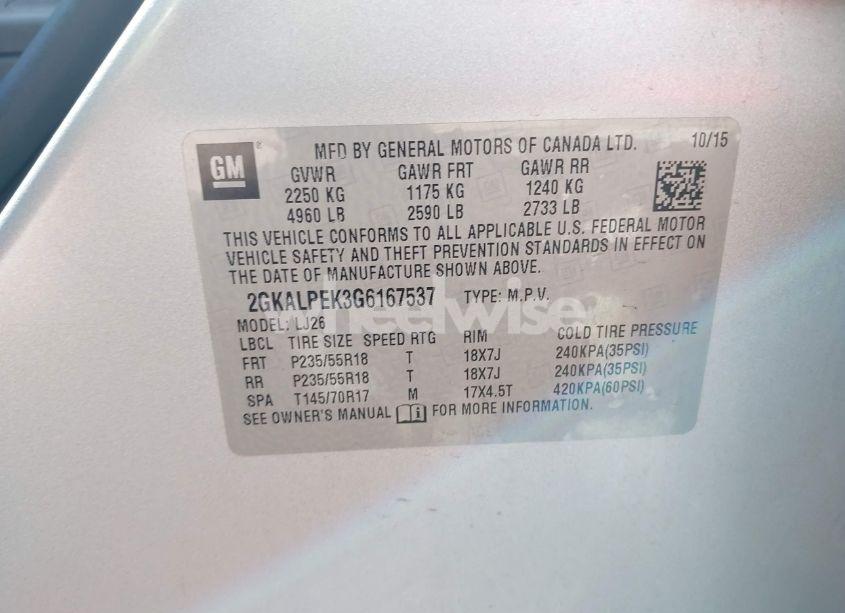 GM ®
MFD BY GENERAL MOTORS OF CANADA LTD. 10/15
GVWR GAWR FRT GAWR RR
2250 KG 1175 KG 1240 KG
4960 LB 2590 LB 2733 LB
THIS VEHICLE CONFORMS TO ALL APPLICABLE U.S. FEDERAL MOTOR
VEHICLE SAFETY AND THEFT PREVENTION STANDARDS IN EFFECT ON
THE DATE OF MANUFACTURE SHOWN ABOVE.
2GKALPEK3G6167537 TYPE: M.P.V.
wheelwise
MODEL: LJ26
LBCL TIRE SIZE SPEED RTG RIM COLD TIRE PRESSURE
FRT P235/55R18 T 18X7J 240KPA(35PSI)
RR P235/55R18 T 18X7J 240KPA(35PSI)
SPA T145/70R17 M 17X4.5T 420KPA(60PSI)
SEE OWNER'S MANUAL i FOR MORE INFORMATION.